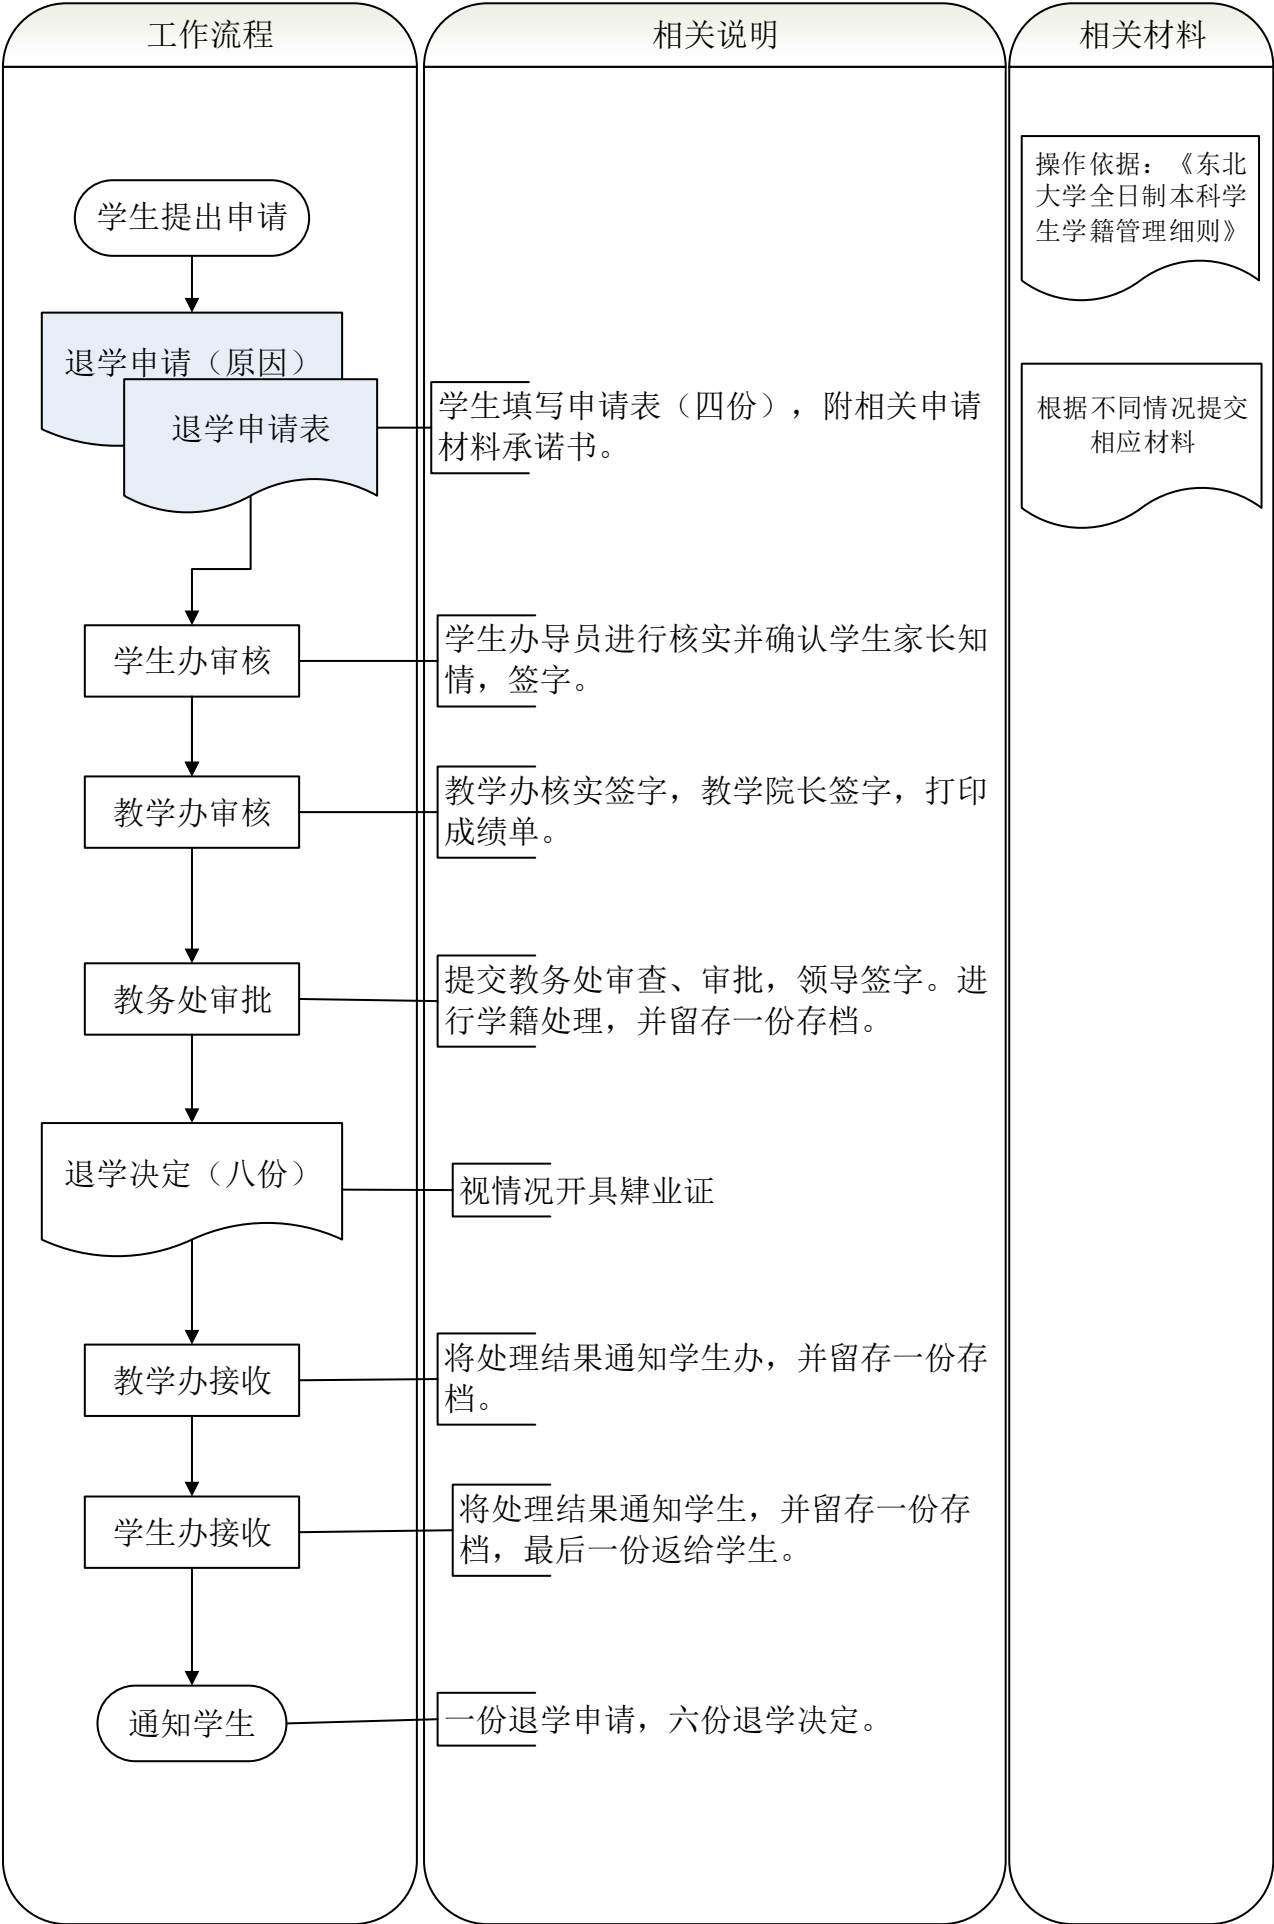 工作流程
相关说明
相关材料
操作依据：《东北
大学全日制本科学
生学籍管理细则》
学生提出申请
退学申请（原因）
退学申请表
学生填写申请表（四份），附相关申请
材料承诺书。
根据不同情况提交
相应材料
学生办审核
学生办导员进行核实并确认学生家长知
情，签字。
教学办审核
教学办核实签字，教学院长签字，打印
成绩单。
教务处审批
提交教务处审查、审批，领导签字。进
行学籍处理，并留存一份存档。
退学决定（八份）
视情况开具肄业证
教学办接收
将处理结果通知学生办，并留存一份存
档。
学生办接收
将处理结果通知学生，并留存一份存
档，最后一份返给学生。
通知学生
一份退学申请，六份退学决定。